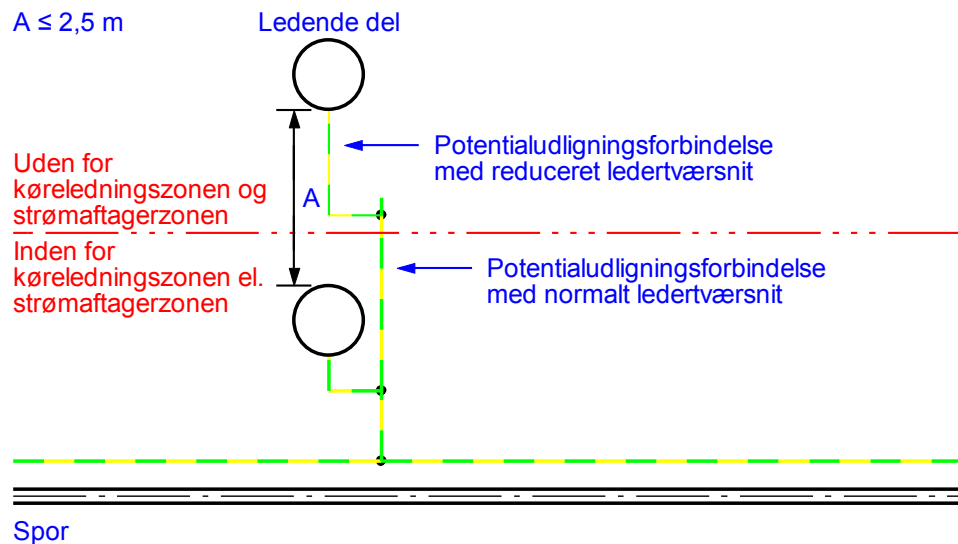 A ≤ 2,5 m
Ledende del
Potentialudligningsforbindelse
med reduceret ledertværsnit
Uden for
køreledningszonen og
strømaftagerzonen
A
Inden for
køreledningszonen el.
strømaftagerzonen
Potentialudligningsforbindelse
med normalt ledertværsnit
Spor